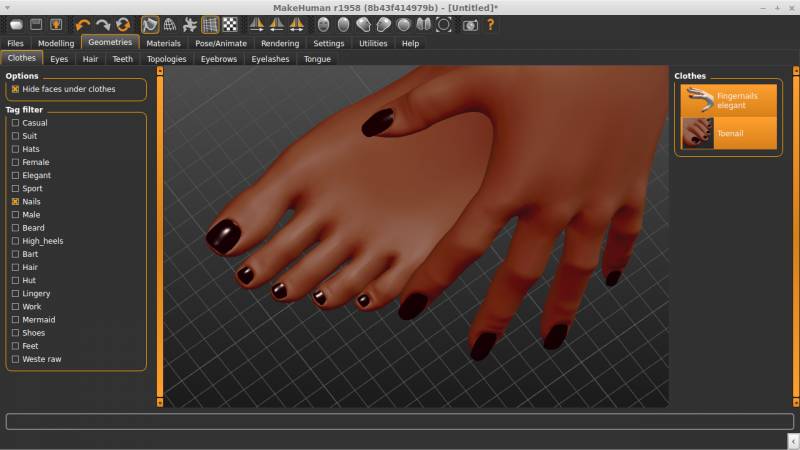 MakeHuman r1958 (8b43f414979b) - [Untitled]*
Files Modelling Geometries Materials Pose/Animate Rendering Settings Utilities Help
Clothes Eyes Hair Teeth Topologies Eyebrows Eyelashes Tongue
Options
Hide faces under clothes
Tag filter
Casual
Suit
Hats
Female
Elegant
Sport
Nails
Male
Beard
High_heels
Bart
Hair
Hut
Lingery
Work
Mermaid
Shoes
Feet
Weste raw
Clothes
Fingernails
elegant
Toenail